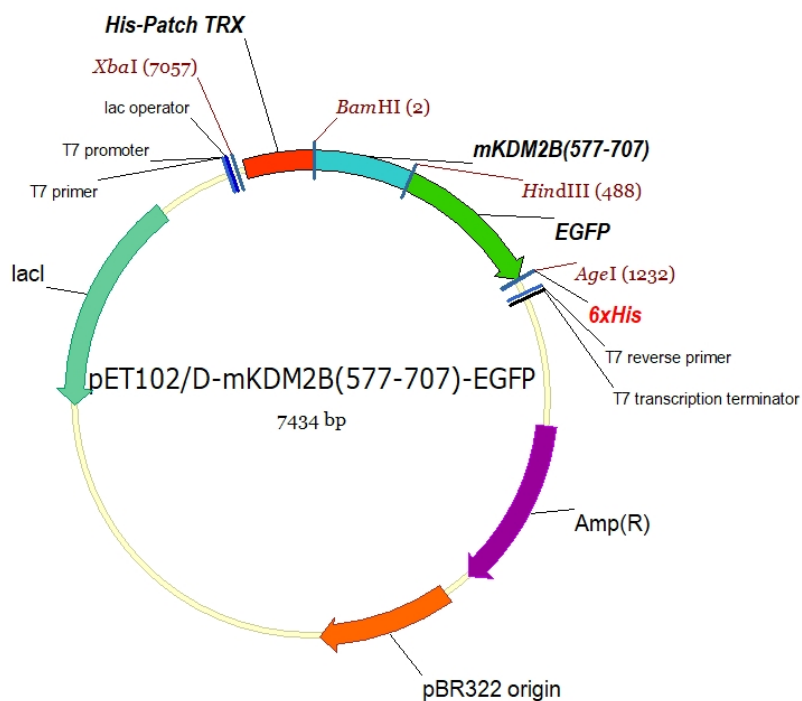 His-Patch TRX
XbaI (7057)
lac operator
BamHI (2)
T7 promoter
mKDM2B(577-707)
T7 primer
HindIII (488)
EGFP
lacI
AgeI (1232)
6xHis
T7 reverse primer
pET102/D-mKDM2B(577-707)-EGFP
T7 transcription terminator
7434 bp
Amp(R)
pBR322 origin